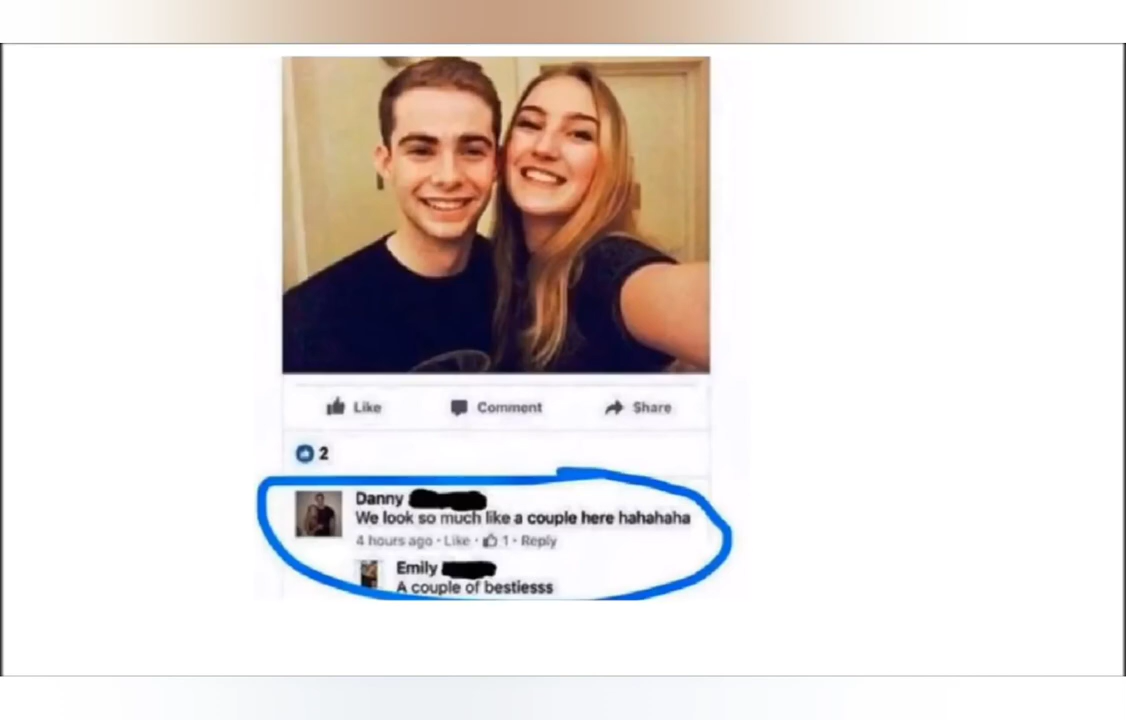 Like Comment Share
2
Danny
We look so much like a couple here hahahaha
4 hours ago · Like · 1 · Reply
Emily
A couple of bestiesss